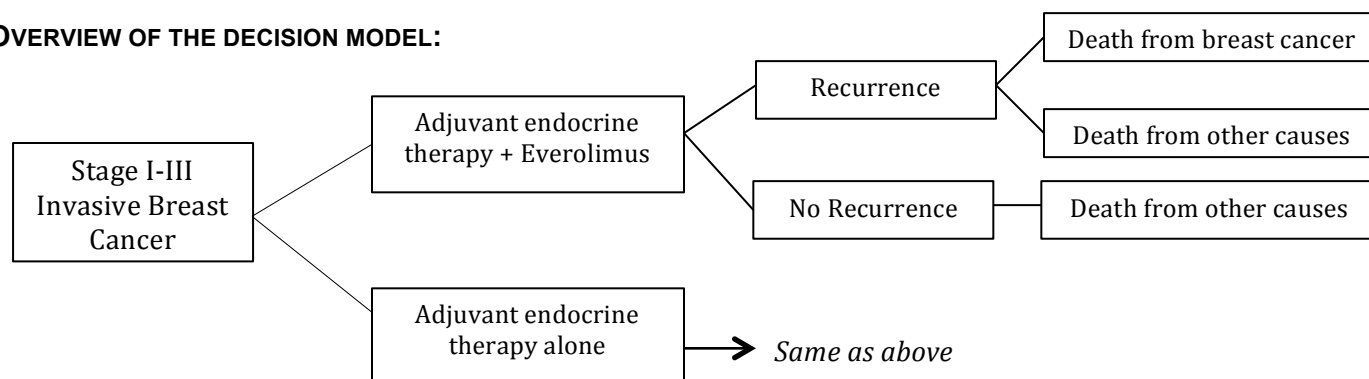 OVERVIEW OF THE DECISION MODEL:
Death from breast cancer
Recurrence
Adjuvant endocrine
therapy + Everolimus
Death from other causes
Stage I-III
Invasive Breast
Cancer
No Recurrence
Death from other causes
Adjuvant endocrine
therapy alone
Same as above